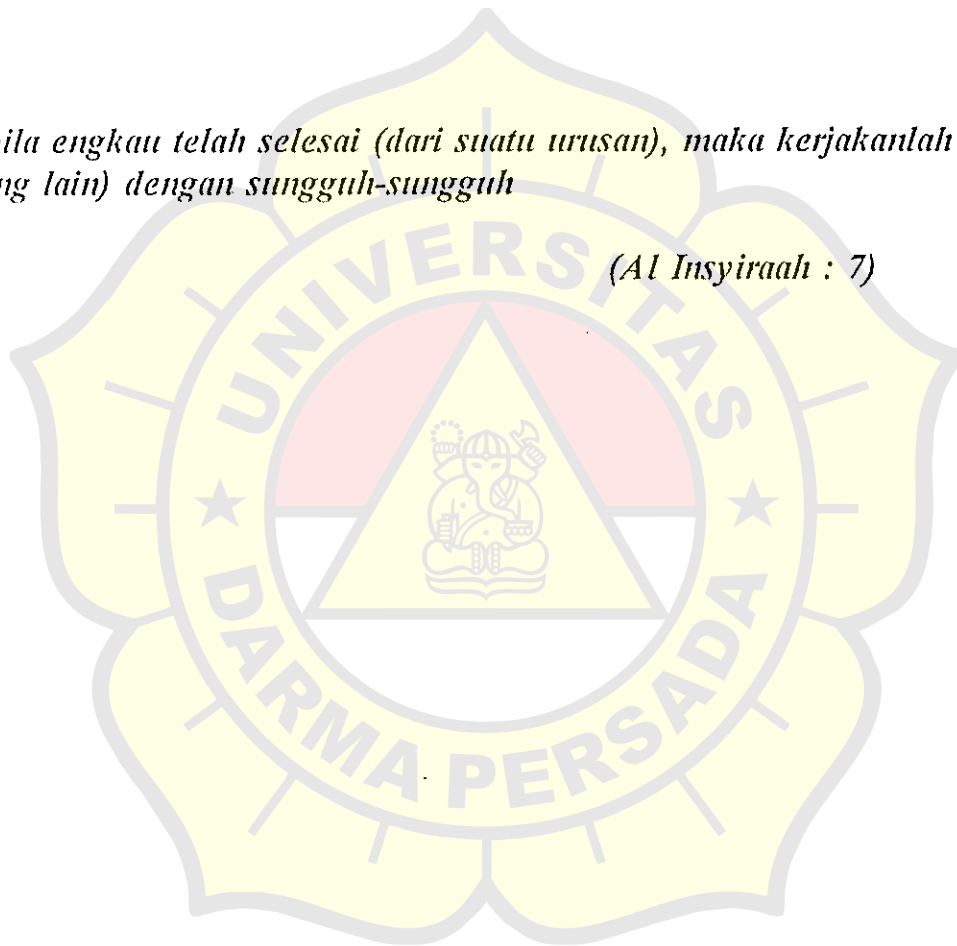 ila engkau telah selesai (dari suatu urusan), maka kerjakanlah
ng lain) dengan sungguh-sungguh
(Al Insyiraah : 7)
UNIVERSITAS
DARMA PERSADA